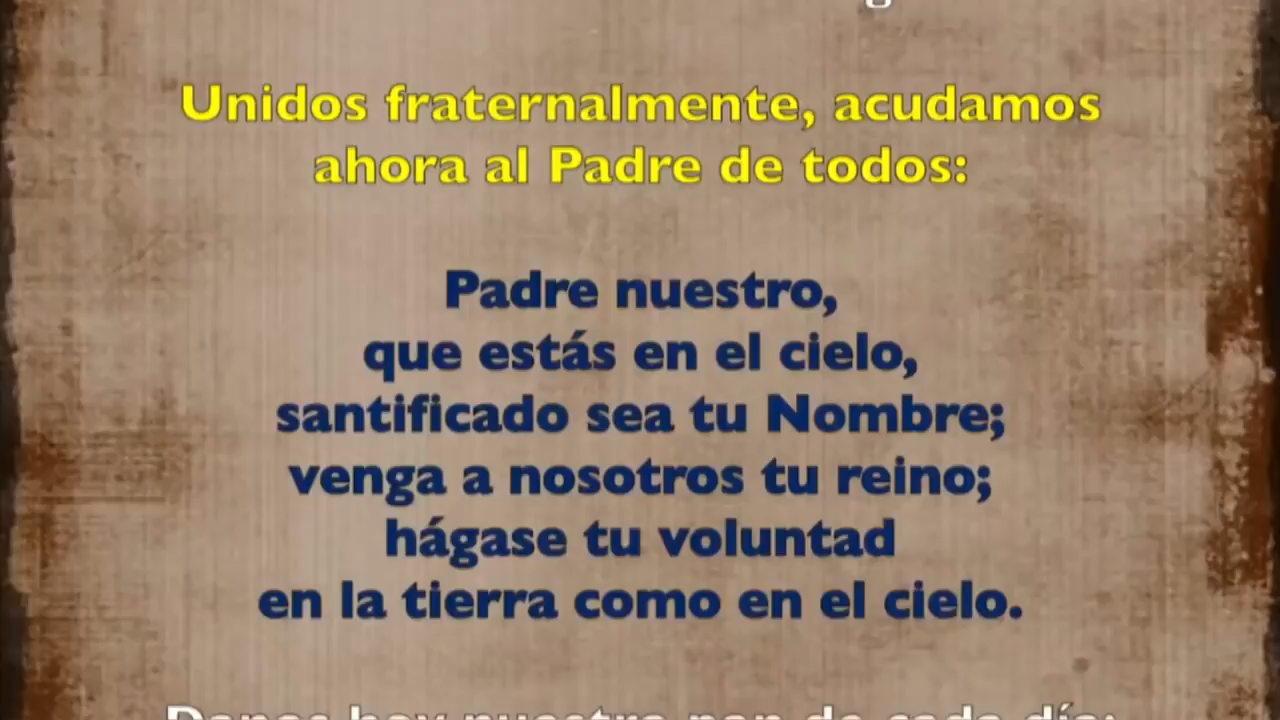 Unidos fraternalmente, acudamos
ahora al Padre de todos:
Padre nuestro,
que estás en el cielo,
santificado sea tu Nombre;
venga a nosotros tu reino;
hágase tu voluntad
en la tierra como en el cielo.
Danos hoy nuestro pan de cada día;